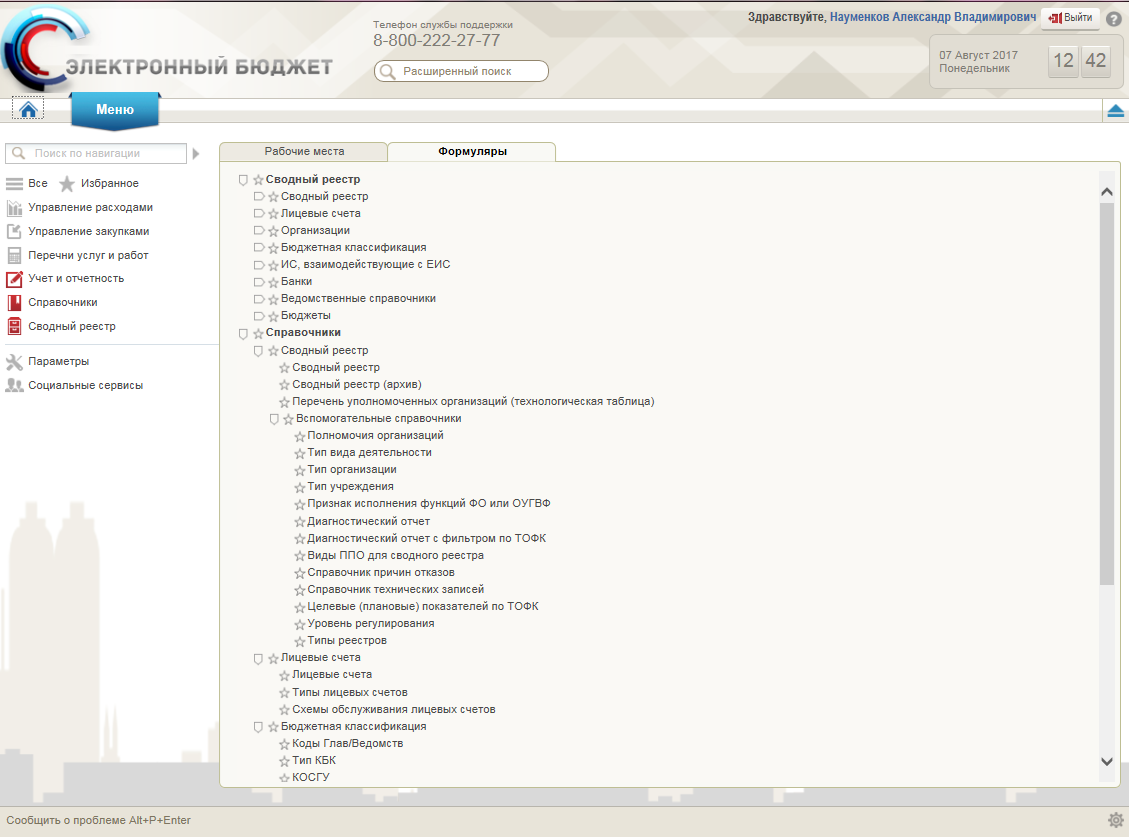 Телефон службы поддержки
8-800-222-27-77
Здравствуйте, Науменков Александр Владимирович
Выйти
?
ЭЛЕКТРОННЫЙ БЮДЖЕТ
Расширенный поиск
07 Август 2017
Понедельник
12 42
Меню
Поиск по навигации
Все Избранное
Управление расходами
Управление закупками
Перечни услуг и работ
Учет и отчетность
Справочники
Сводный реестр
Параметры
Социальные сервисы
Рабочие места
Формуляры
Сводный реестр
Сводный реестр
Лицевые счета
Организации
Бюджетная классификация
ИС, взаимодействующие с ЕИС
Банки
Ведомственные справочники
Бюджеты
Справочники
Сводный реестр
Сводный реестр
Сводный реестр (архив)
Перечень уполномоченных организаций (технологическая таблица)
Вспомогательные справочники
Полномочия организаций
Тип вида деятельности
Тип организации
Тип учреждения
Признак исполнения функций ФО или ОУГВФ
Диагностический отчет
Диагностический отчет с фильтром по ТОФК
Виды ППО для сводного реестра
Справочник причин отказов
Справочник технических записей
Целевые (плановые) показателей по ТОФК
Уровень регулирования
Типы реестров
Лицевые счета
Лицевые счета
Типы лицевых счетов
Схемы обслуживания лицевых счетов
Бюджетная классификация
Коды Глав/Ведомств
Тип КБК
КОСГУ
Сообщить о проблеме Alt+P+Enter